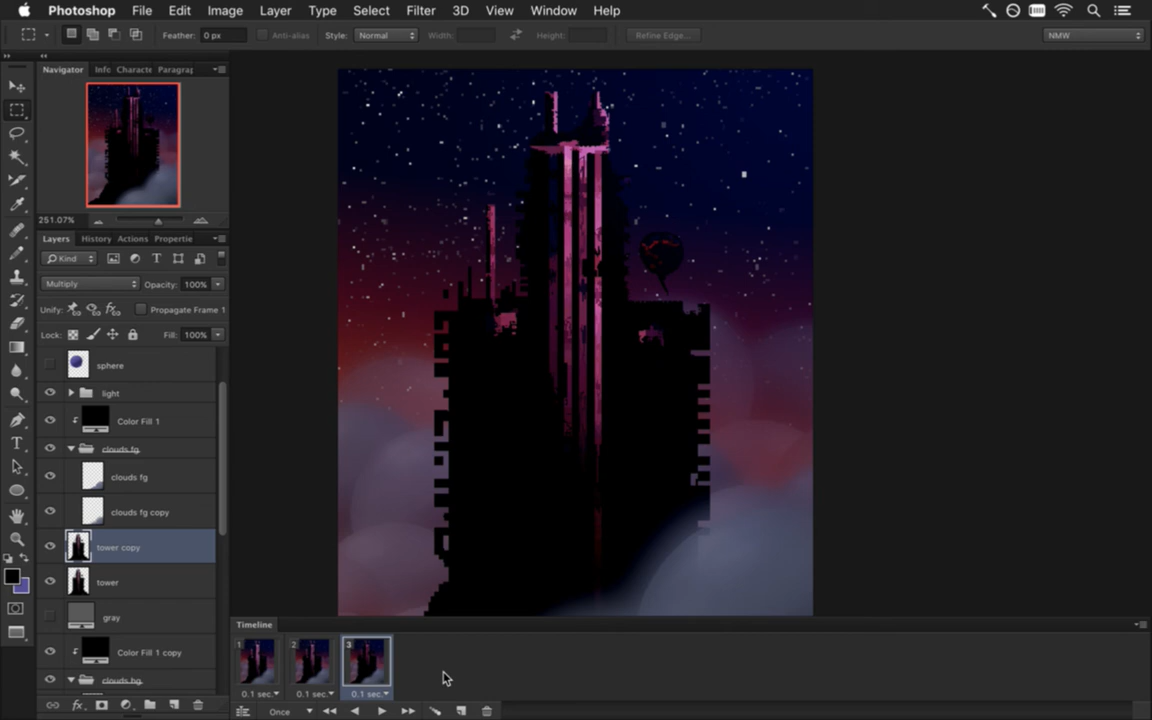 Photoshop File Edit Image Layer Type Select Filter 3D View Window Help
Feather: 0 px Anti-alias Style: Normal Width: Height: Refine Edge... NMW
Navigator Info Characte Paragra
251.07%
Layers History Actions Propertie
Kind
Multiply Opacity: 100%
Unify: Propagate Frame 1
Lock: Fill: 100%
sphere
light
Color Fill 1
clouds fg
clouds fg
clouds fg copy
tower copy
tower
gray
Color Fill 1 copy
clouds bg
Timeline
1 2 3
0.1 sec. 0.1 sec. 0.1 sec.
Once